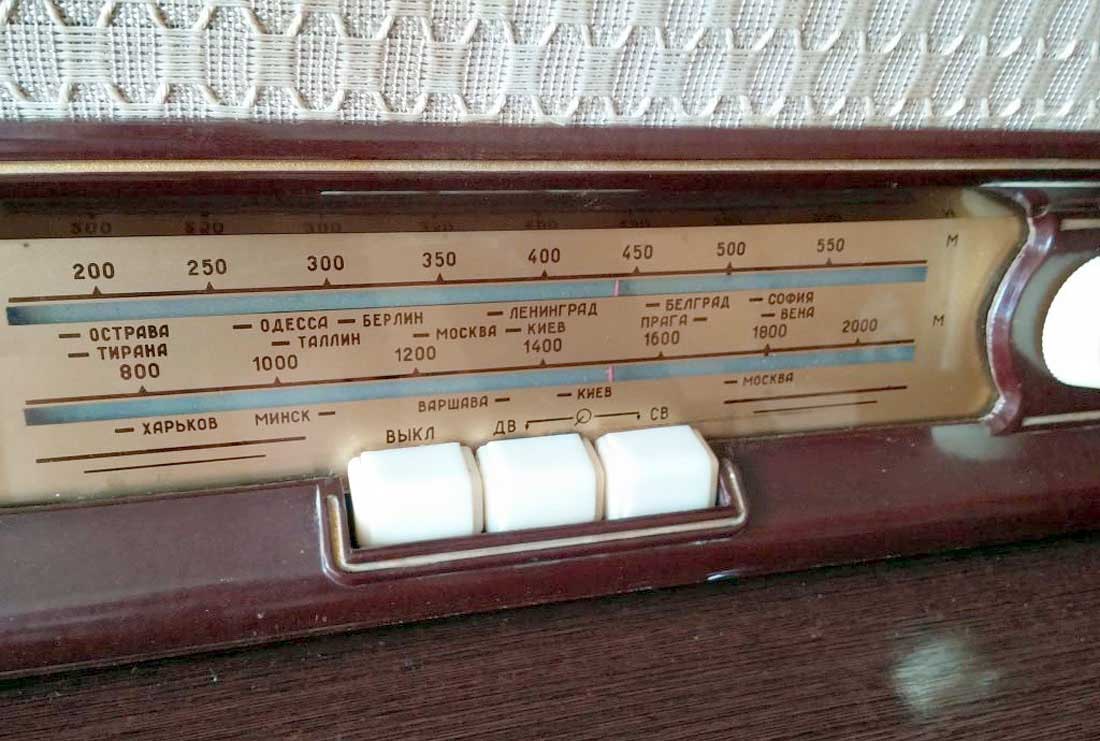 200 250 300 350 400 450 500 550 М
ОСТРАВА ОДЕССА БЕРЛИН ЛЕНИНГРАД БЕЛГРАД СОФИЯ
ТИРАНА ТАЛЛИН МОСКВА КИЕВ ПРАГА ВЕНА
800 1000 1200 1400 1600 1800 2000 М
ХАРЬКОВ МИНСК ВАРШАВА КИЕВ МОСКВА
ВЫКЛ ДВ СВ